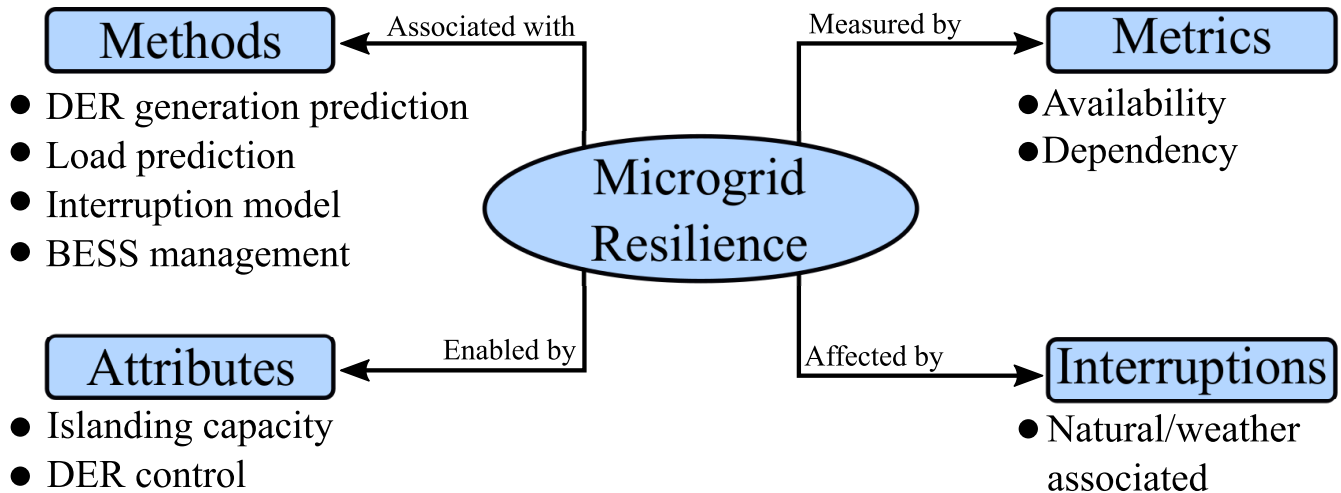 Methods
Associated with
Measured by
Metrics
● DER generation prediction
● Load prediction
● Interruption model
● BESS management
●Availability
●Dependency
Microgrid
Resilience
Attributes
Enabled by
Affected by
Interruptions
● Islanding capacity
● DER control
● Natural/weather
associated